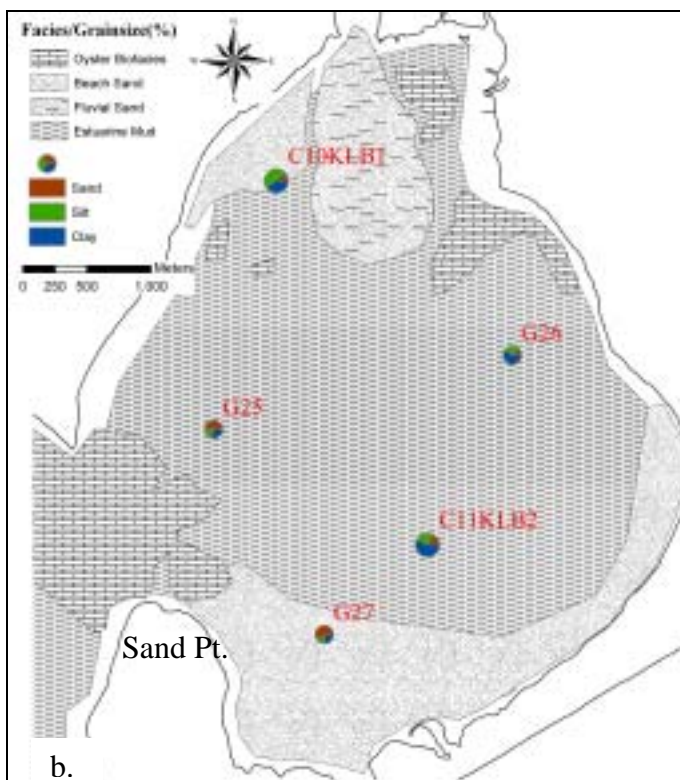 Facies/Grainsize(%)
Oyster Biofacies
Beach Sand
Fluvial Sand
Estuarine Mud
Sand
Silt
Clay
Meters
0 250 500 1,000
N
W E
S
C10KLB1
G26
G25
C11KLB2
G27
Sand Pt.
b.